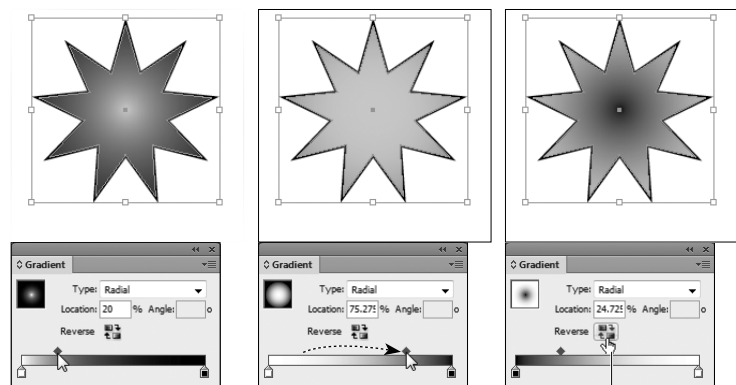 Gradient
Type: Radial
Location: 20 % Angle:
Reverse
Gradient
Type: Radial
Location: 75.275 % Angle:
Reverse
Gradient
Type: Radial
Location: 24.725 % Angle:
Reverse